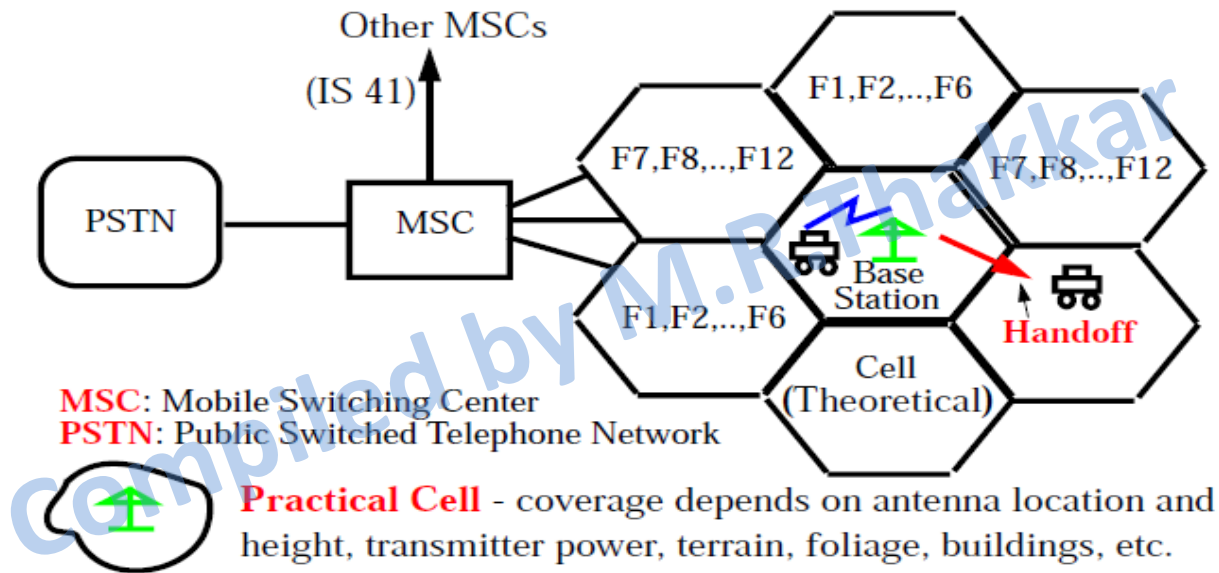 Other MSCs
(IS 41)
F1,F2,..,F6
F7,F8,..,F12
F7,F8,..,F12
PSTN
MSC
Base
Station
F1,F2,..,F6
Handoff
Cell
(Theoretical)
MSC: Mobile Switching Center
PSTN: Public Switched Telephone Network
Practical Cell - coverage depends on antenna location and
height, transmitter power, terrain, foliage, buildings, etc.
Compiled by M.R.Thakkar